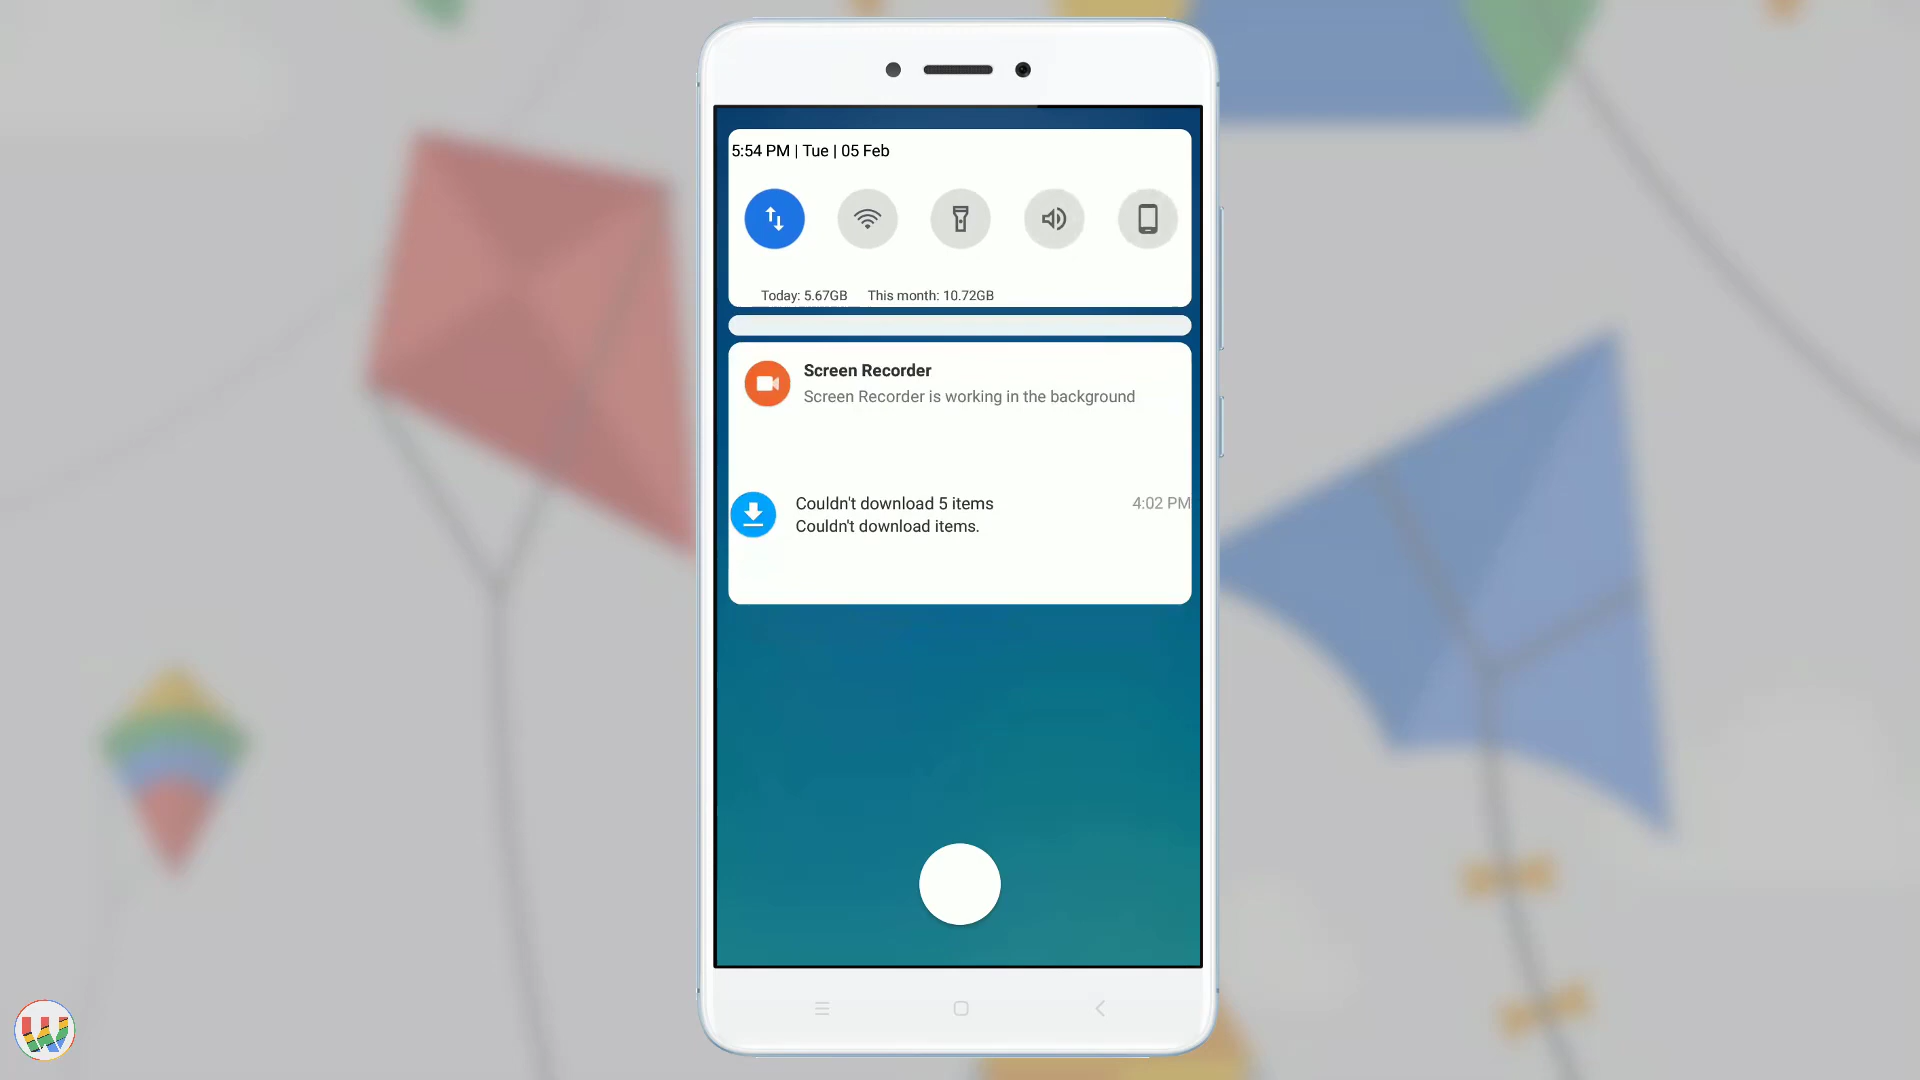 5:54 PM | Tue | 05 Feb
Today: 5.67GB This month: 10.72GB
Screen Recorder
Screen Recorder is working in the background
Couldn't download 5 items 4:02 PM
Couldn't download items.
W